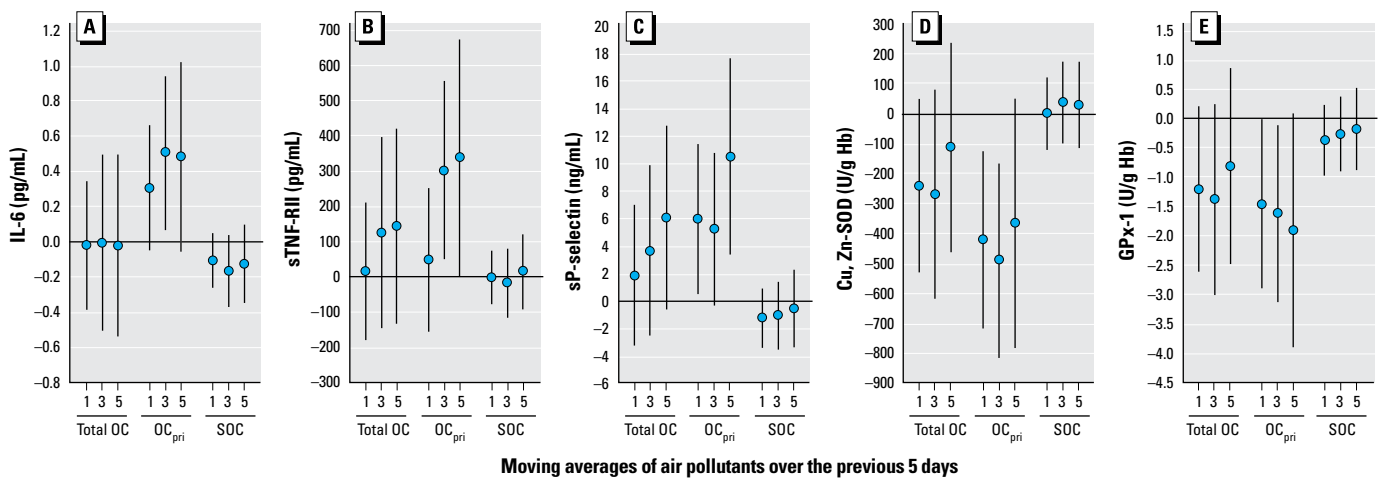 A
IL-6 (pg/mL)
1.2
1.0
0.8
0.6
0.4
0.2
0.0
–0.2
–0.4
–0.6
–0.8
1 3 5 1 3 5 1 3 5
Total OC OCpri SOC
B
sTNF-RII (pg/mL)
700
600
500
400
300
200
100
0
–100
–200
–300
1 3 5 1 3 5 1 3 5
Total OC OCpri SOC
C
sP-selectin (ng/mL)
20
18
16
14
12
10
8
6
4
2
0
–2
–4
–6
1 3 5 1 3 5 1 3 5
Total OC OCpri SOC
D
Cu, Zn-SOD (U/g Hb)
300
200
100
0
–100
–200
–300
–400
–500
–600
–700
–800
–900
1 3 5 1 3 5 1 3 5
Total OC OCpri SOC
E
GPx-1 (U/g Hb)
1.5
1.0
0.5
0.0
–0.5
–1.0
–1.5
–2.0
–2.5
–3.0
–3.5
–4.0
–4.5
1 3 5 1 3 5 1 3 5
Total OC OCpri SOC
Moving averages of air pollutants over the previous 5 days